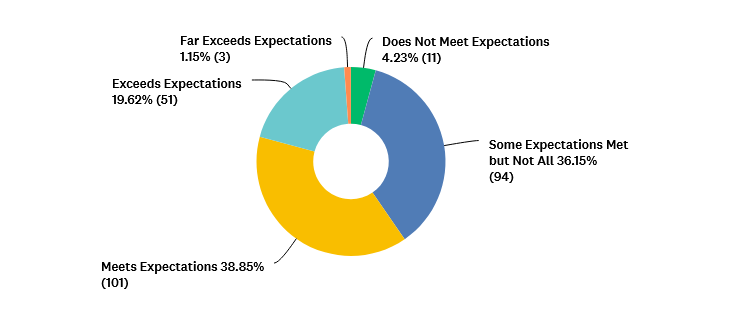 Far Exceeds Expectations
1.15% (3)
Does Not Meet Expectations
4.23% (11)
Exceeds Expectations
19.62% (51)
Some Expectations Met
but Not All 36.15%
(94)
Meets Expectations 38.85%
(101)